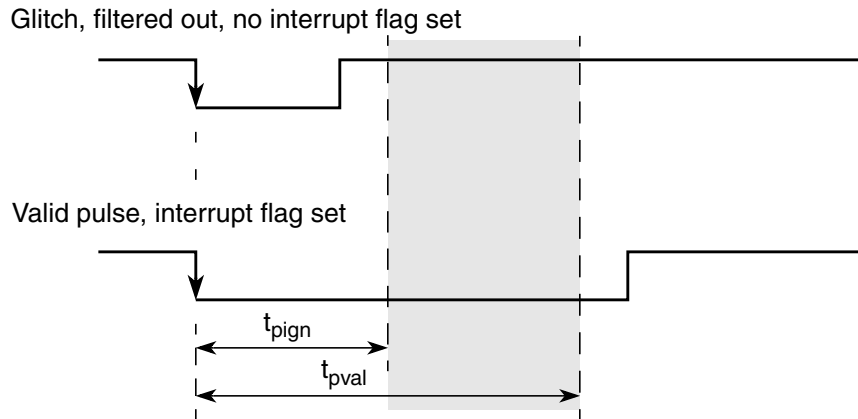 Glitch, filtered out, no interrupt flag set
Valid pulse, interrupt flag set
tpign
tpval